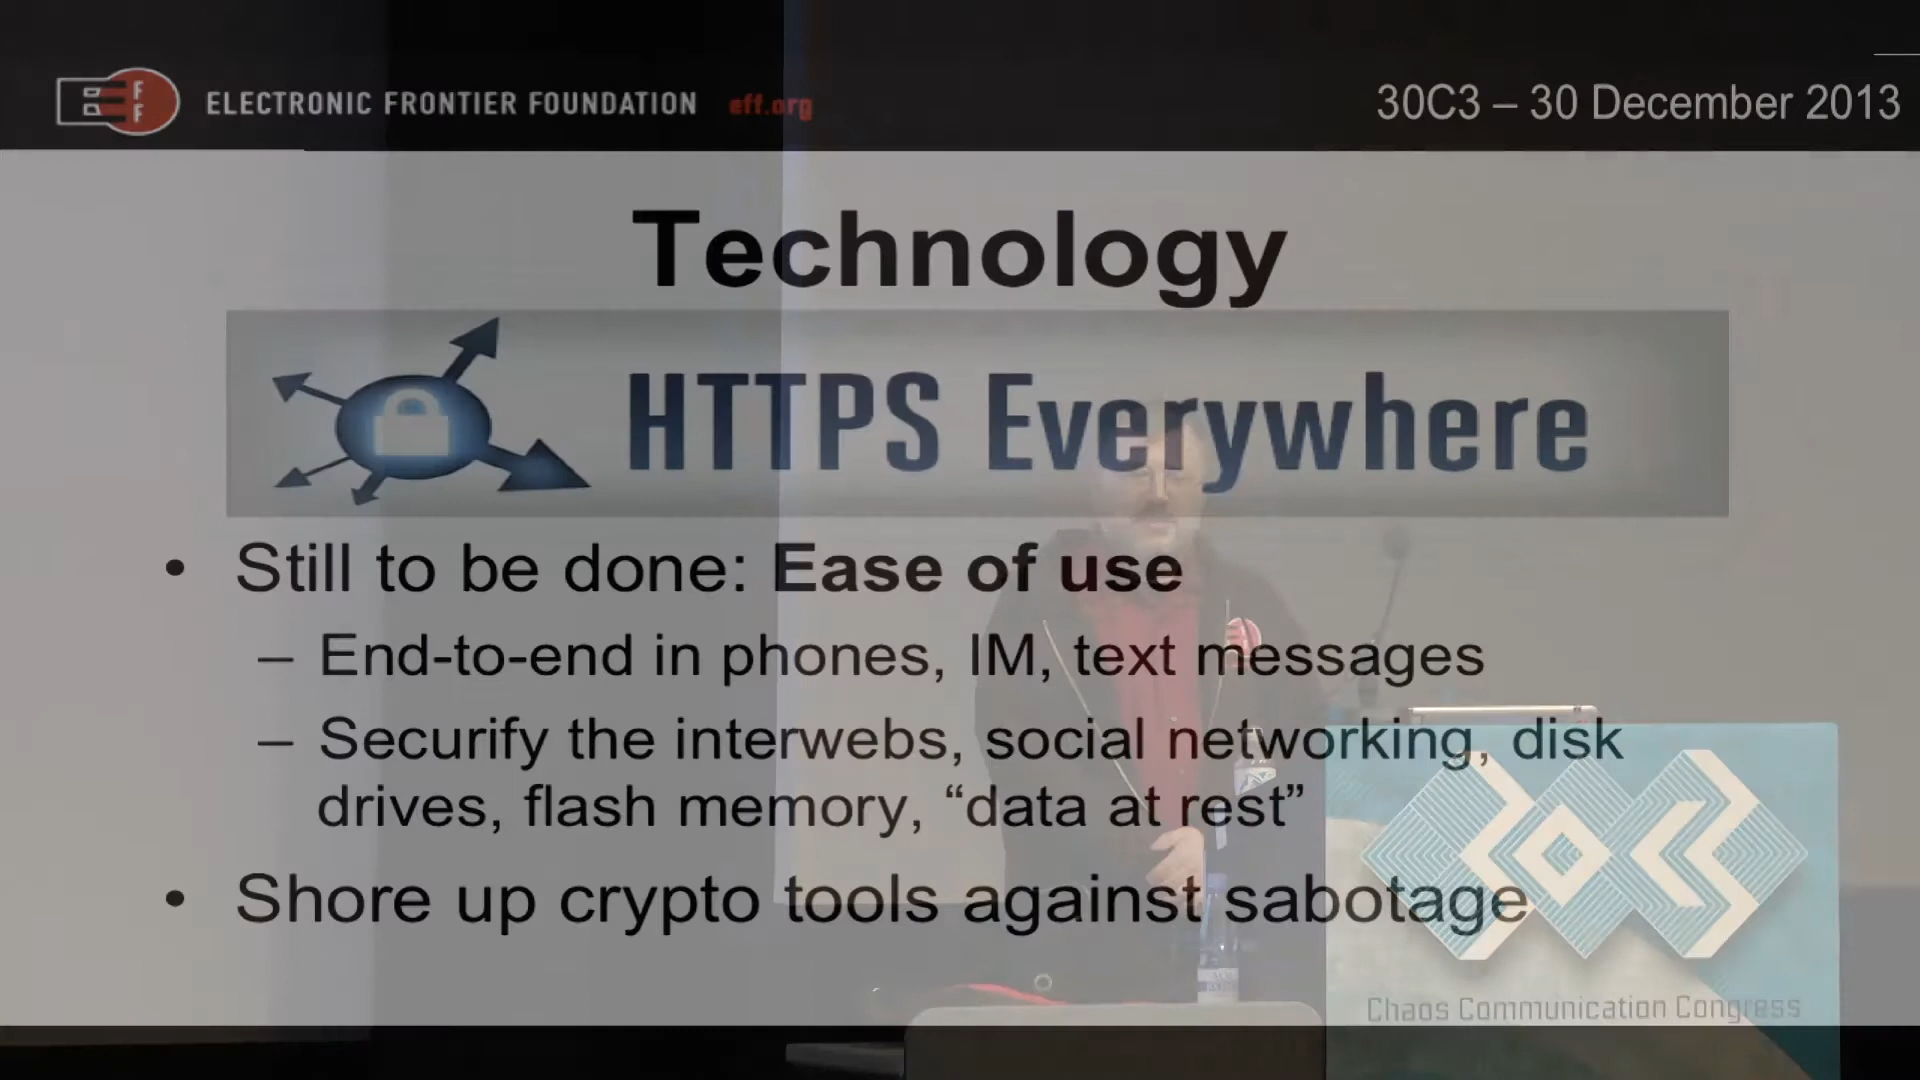 EFF
ELECTRONIC FRONTIER FOUNDATION eff.org
30C3 – 30 December 2013
Technology
HTTPS Everywhere
• Still to be done: Ease of use
– End-to-end in phones, IM, text messages
– Securify the interwebs, social networking, disk
drives, flash memory, “data at rest”
• Shore up crypto tools against sabotage
30C3
Chaos Communication Congress